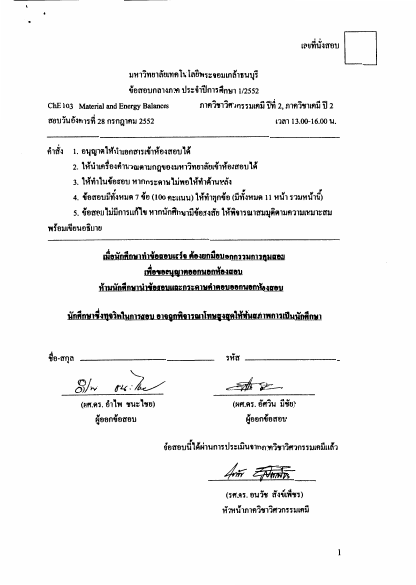 เลขที่นั่งสอบ
มหาวิทยาลัยเทคโนโลยีพระจอมเกล้าธนบุรี
ข้อสอบกลางภาค ประจำปีการศึกษา 1/2552
ChE 103 Material and Energy Balances ภาควิชาวิศวกรรมเคมี ปีที่ 2, ภาควิชาเคมี ปี 2
สอบวันอังคารที่ 28 กรกฎาคม 2552 เวลา 13.00-16.00 น.
คำสั่ง 1. อนุญาตให้นำเอกสารเข้าห้องสอบได้
2. ให้นำเครื่องคำนวณตามกฎของมหาวิทยาลัยเข้าห้องสอบได้
3. ให้ทำในข้อสอบ หากกระดาษไม่พอให้ทำด้านหลัง
4. ข้อสอบมีทั้งหมด 7 ข้อ (100 คะแนน) ให้ทำทุกข้อ (มีทั้งหมด 11 หน้า รวมหน้านี้)
5. ข้อสอบไม่มีการแก้ไข หากนักศึกษามีข้อสงสัย ให้พิจารณาสมมุติตามความเหมาะสม
พร้อมเขียนอธิบาย
เมื่อนักศึกษาทำข้อสอบเสร็จ ต้องยกมือบอกกรรมการคุมสอบ
เพื่อขออนุญาตออกนอกห้องสอบ
ห้ามนักศึกษานำข้อสอบและกระดาษคำตอบออกนอกห้องสอบ
นักศึกษาซึ่งทุจริตในการสอบ อาจถูกพิจารณาโทษสูงสุดให้พ้นสภาพการเป็นนักศึกษา
ชื่อ-สกุล รหัส
(ผศ.ดร. อำไพ ชนะไชย) (ผศ.ดร. อัศวิน มีชัย)
ผู้ออกข้อสอบ ผู้ออกข้อสอบ
ข้อสอบนี้ได้ผ่านการประเมินจากภาควิชาวิศวกรรมเคมีแล้ว
(รศ.ดร. อนวัช สังข์เพ็ชร)
หัวหน้าภาควิชาวิศวกรรมเคมี
1